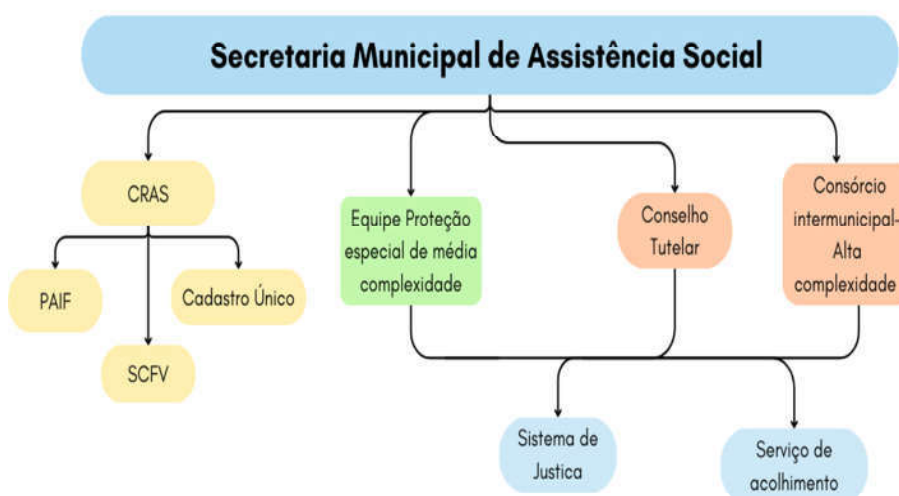 Secretaria Municipal de Assistência Social
CRAS
PAIF
SCFV
Cadastro Único
Equipe Proteção
especial de média
complexidade
Conselho
Tutelar
Consórcio
intermunicipal-
Alta
complexidade
Sistema de
Justica
Serviço de
acolhimento